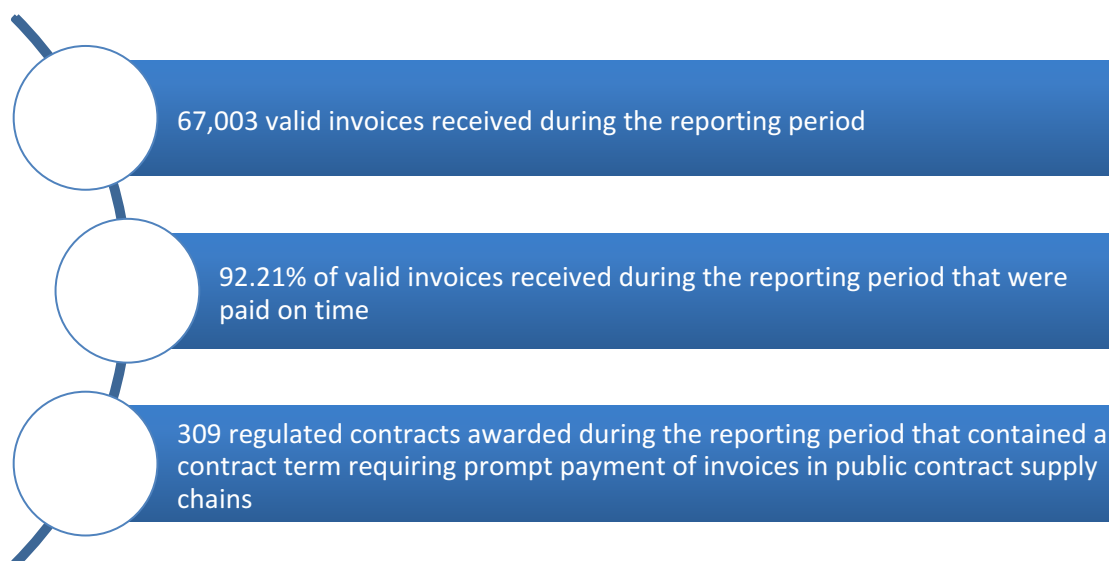 67,003 valid invoices received during the reporting period
92.21% of valid invoices received during the reporting period that were
paid on time
309 regulated contracts awarded during the reporting period that contained a
contract term requiring prompt payment of invoices in public contract supply
chains